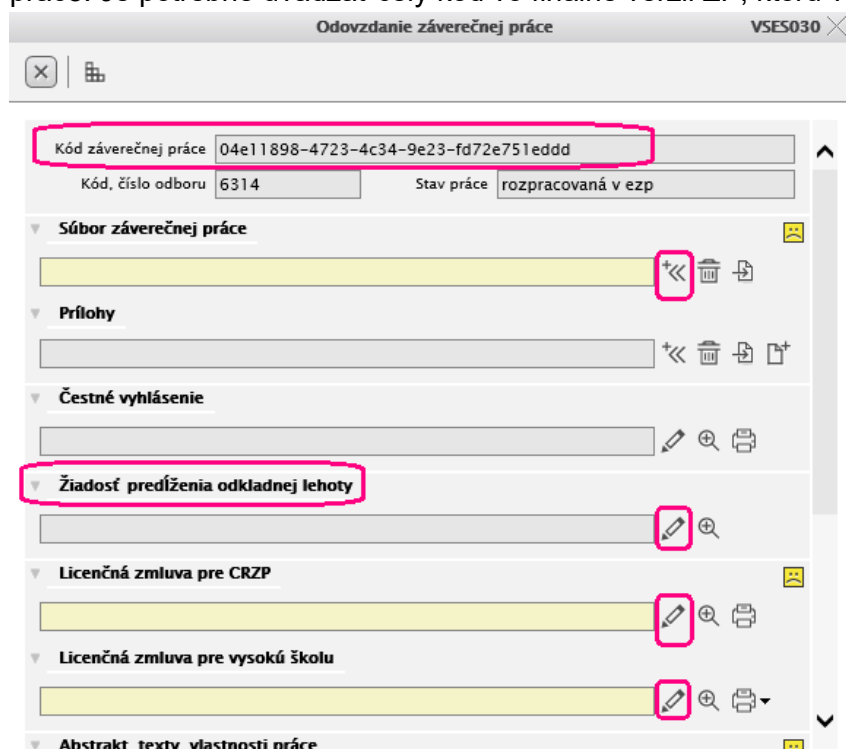 Odovzdanie záverečnej práce VSES030
Kód záverečnej práce 04e11898-4723-4c34-9e23-fd72e751eddd
Kód, číslo odboru 6314 Stav práce rozpracovaná v ezp
Súbor záverečnej práce
Prílohy
Čestné vyhlásenie
Žiadosť predĺženia odkladnej lehoty
Licenčná zmluva pre CRZP
Licenčná zmluva pre vysokú školu
Abstrakt, texty, vlastnosti práce